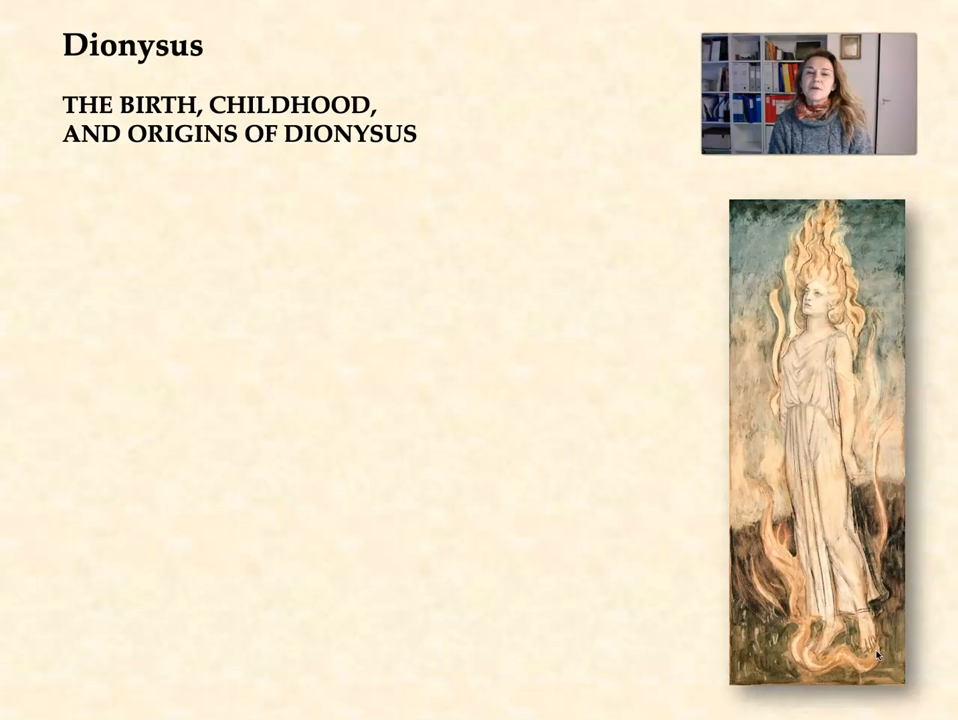 Dionysus
THE BIRTH, CHILDHOOD,
AND ORIGINS OF DIONYSUS